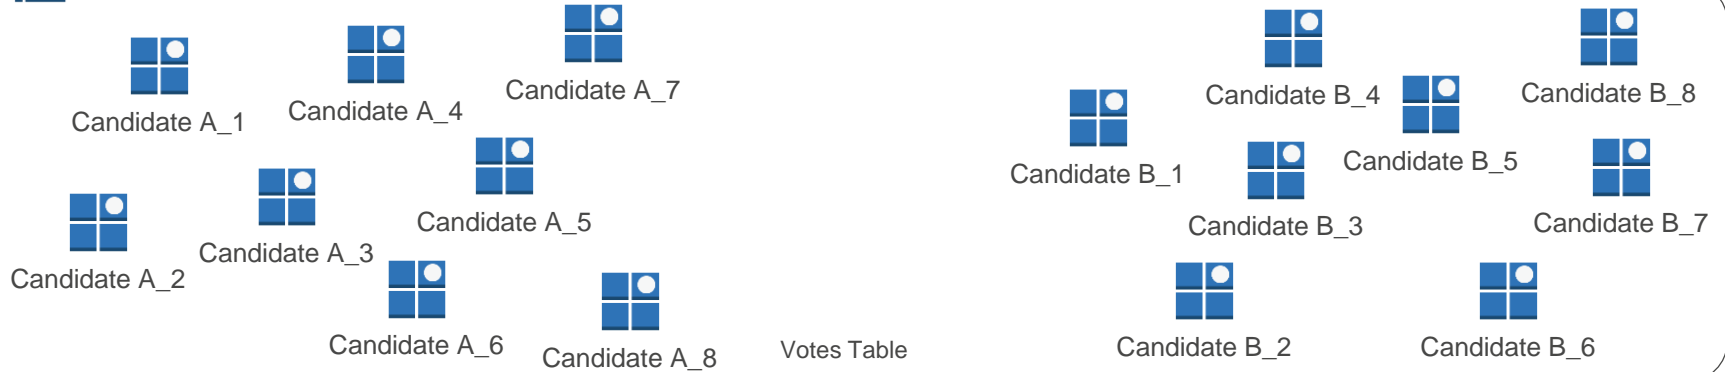 Candidate A_7
Candidate A_4
Candidate A_1
Candidate A_5
Candidate A_3
Candidate A_2
Candidate A_6
Candidate A_8
Votes Table
Candidate B_8
Candidate B_4
Candidate B_5
Candidate B_1
Candidate B_7
Candidate B_3
Candidate B_2
Candidate B_6